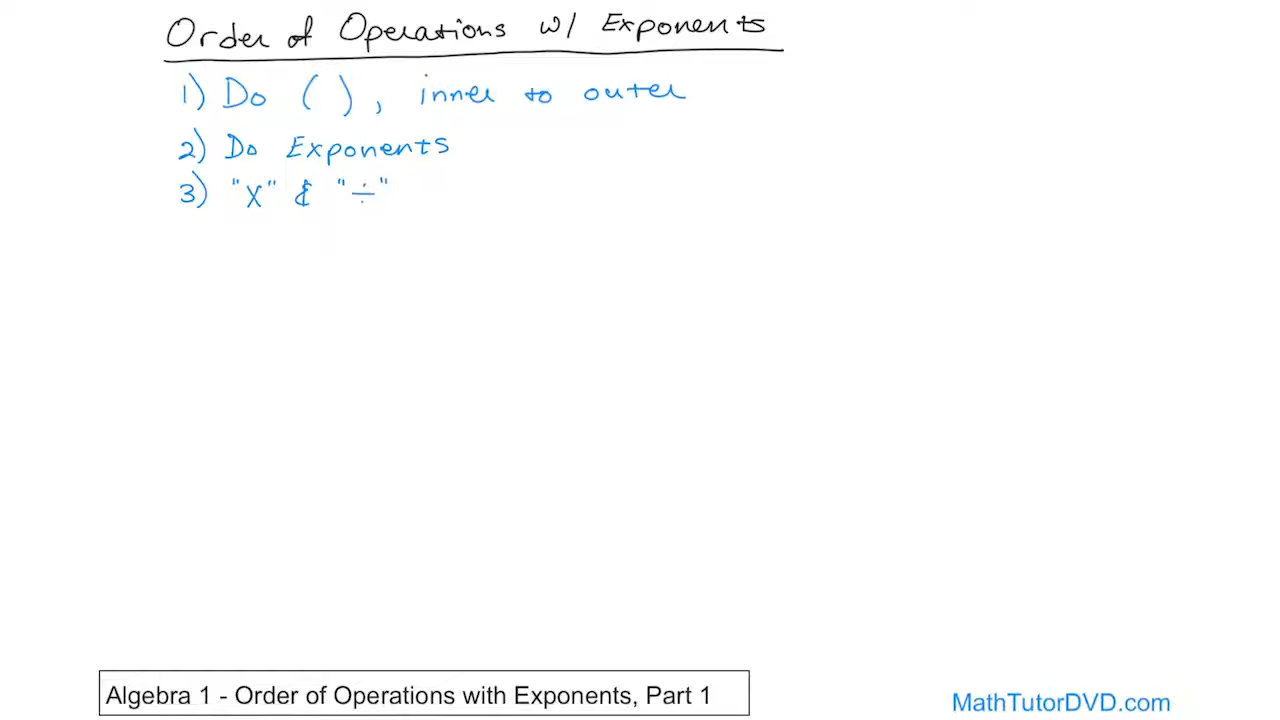 Order of Operations w/ Exponents
1) Do ( ), inner to outer
2) Do Exponents
3) "X" & "÷"
Algebra 1 - Order of Operations with Exponents, Part 1
MathTutorDVD.com